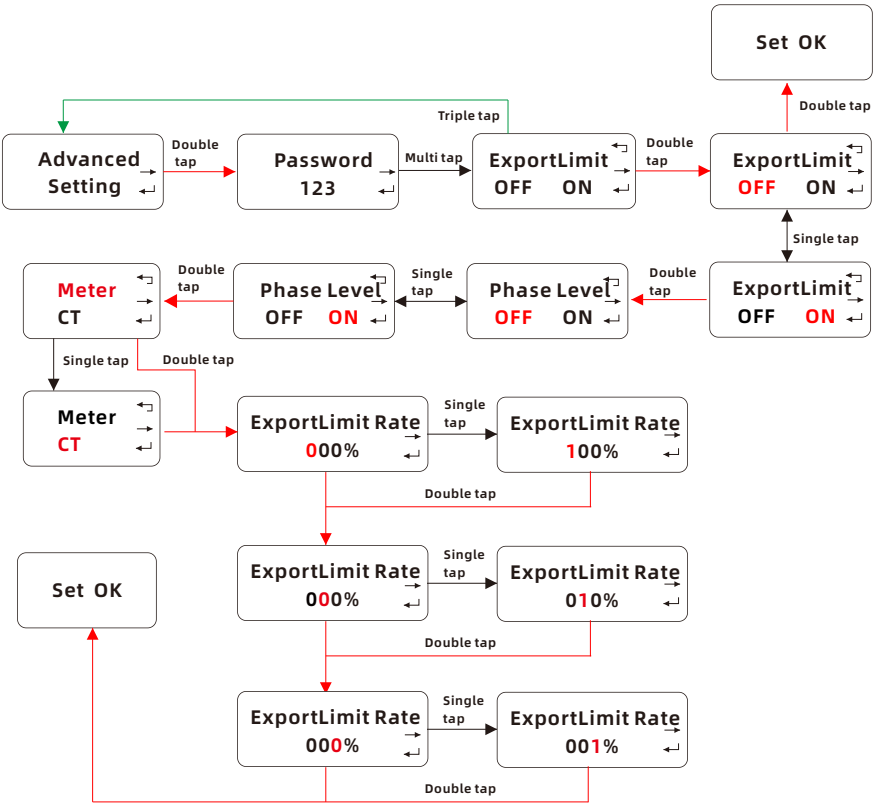 Set OK
Double tap
Triple tap
Advanced
Setting
Double
tap
Password
123
Multi tap
ExportLimit
OFF ON
Double
tap
ExportLimit
OFF ON
Single tap
Meter
CT
Double
tap
Phase Level
OFF ON
Single
tap
Phase Level
OFF ON
Double
tap
ExportLimit
OFF ON
Single tap
Double tap
Meter
CT
ExportLimit Rate
000%
Single
tap
ExportLimit Rate
100%
Double tap
Set OK
ExportLimit Rate
000%
Single
tap
ExportLimit Rate
010%
Double tap
ExportLimit Rate
000%
Single
tap
ExportLimit Rate
001%
Double tap